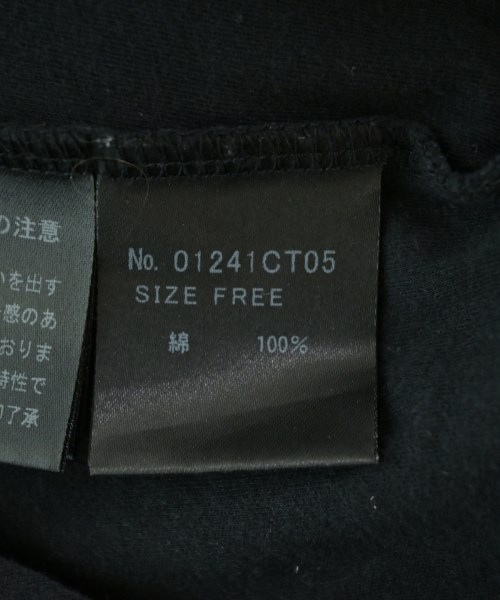 の注意
いを出す
感のあ
おりま
特性で
了承
No. 01241CT05
SIZE FREE
綿 100%